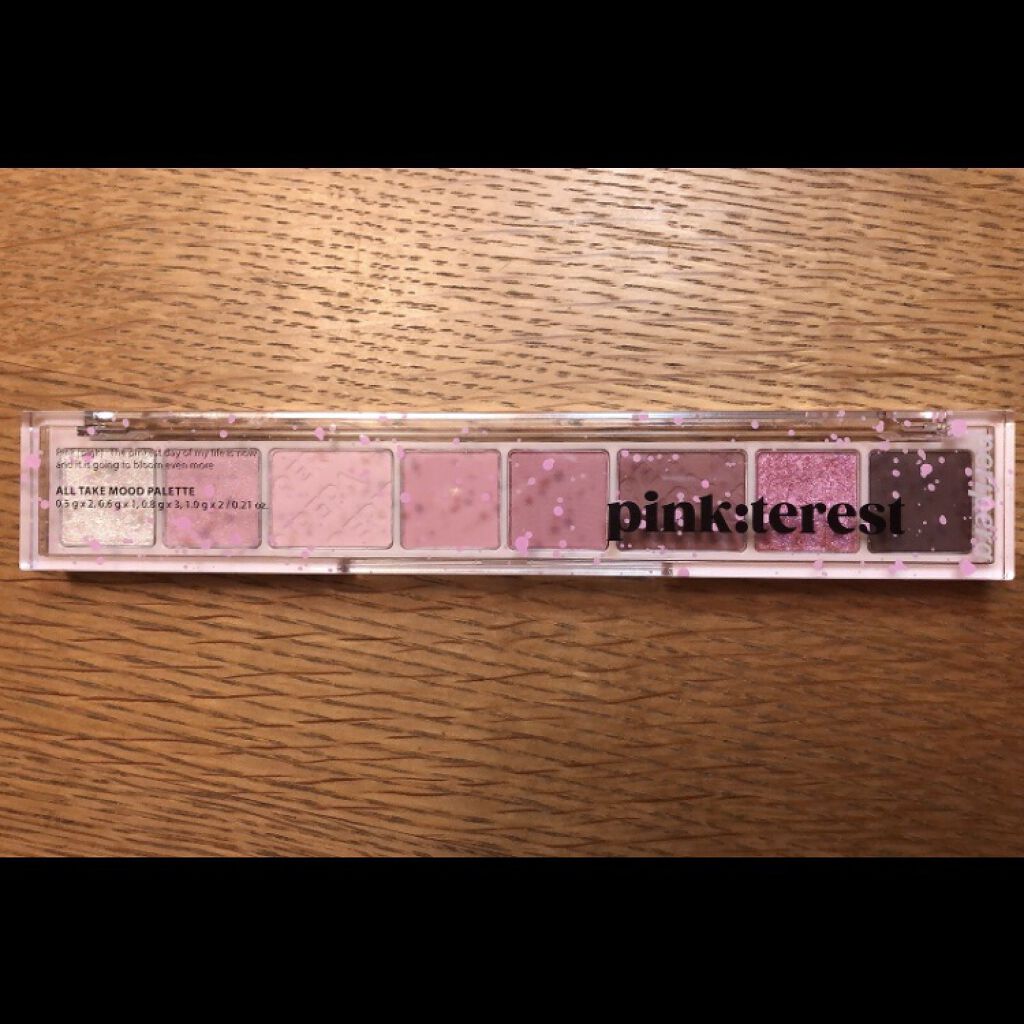 The pinkest day of my life is now
and it is going to bloom even more
ALL TAKE MOOD PALETTE
0.5 g x 2, 0.6 g x 1, 0.8 g x 3, 1.0 g x 2 / 0.21 oz.
pink:terest